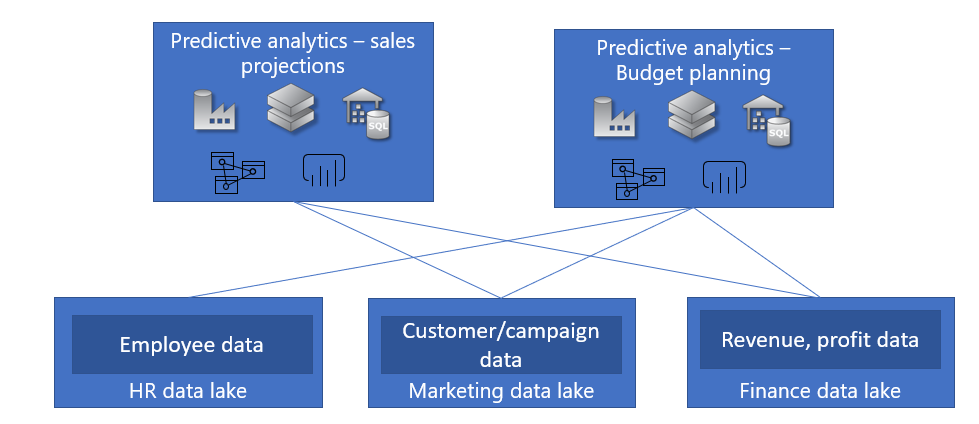 Predictive analytics – sales
projections
SQL
Predictive analytics –
Budget planning
SQL
Employee data
HR data lake
Customer/campaign
data
Marketing data lake
Revenue, profit data
Finance data lake